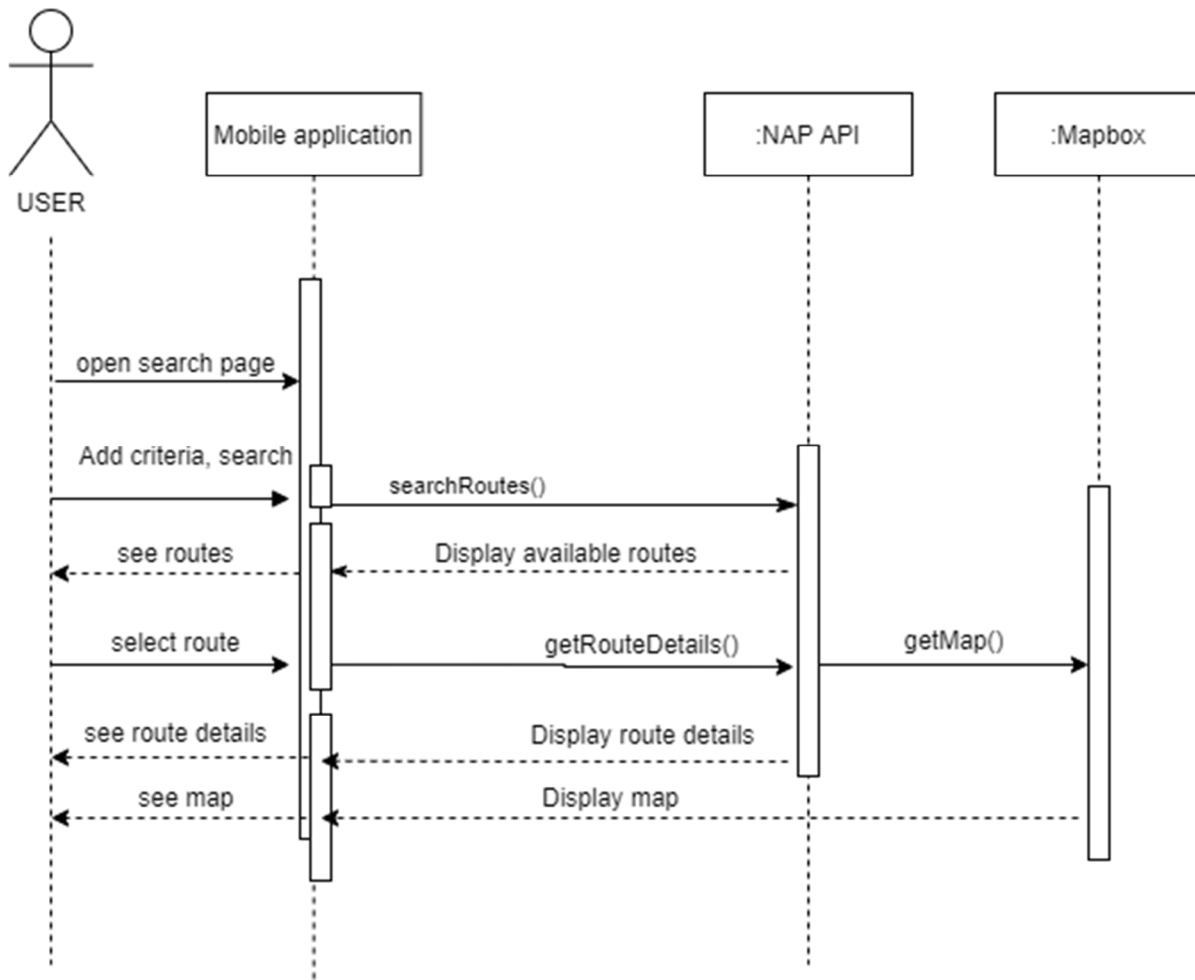 Mobile application
:NAP API
:Mapbox
USER
open search page
Add criteria, search
searchRoutes()
see routes
Display available routes
select route
getRouteDetails()
getMap()
see route details
Display route details
see map
Display map